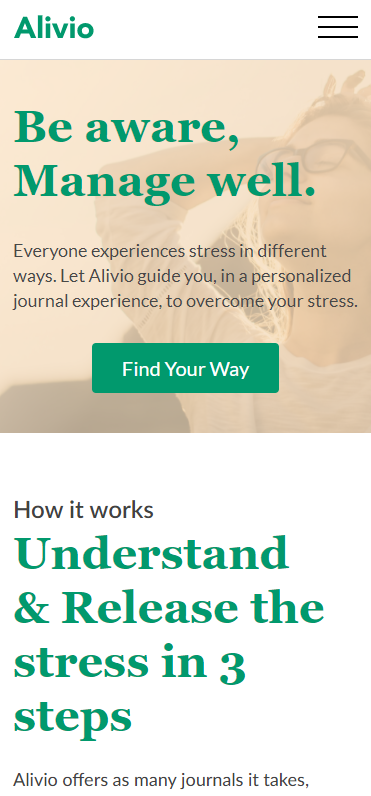 Alivio
Be aware,
Manage well.
Everyone experiences stress in different
ways. Let Alivio guide you, in a personalized
journal experience, to overcome your stress.
Find Your Way
How it works
Understand
& Release the
stress in 3
steps
Alivio offers as many journals it takes,